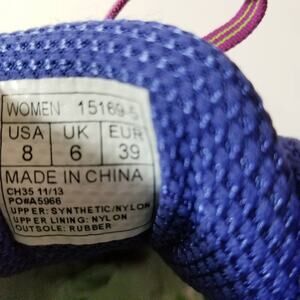 WOMEN 15169-5
USA UK EUR
8 6 39
MADE IN CHINA
CH35 11/13
PO#A5966
UPPER: SYNTHETIC/NYLON
UPPER LINING: NYLON
OUTSOLE: RUBBER